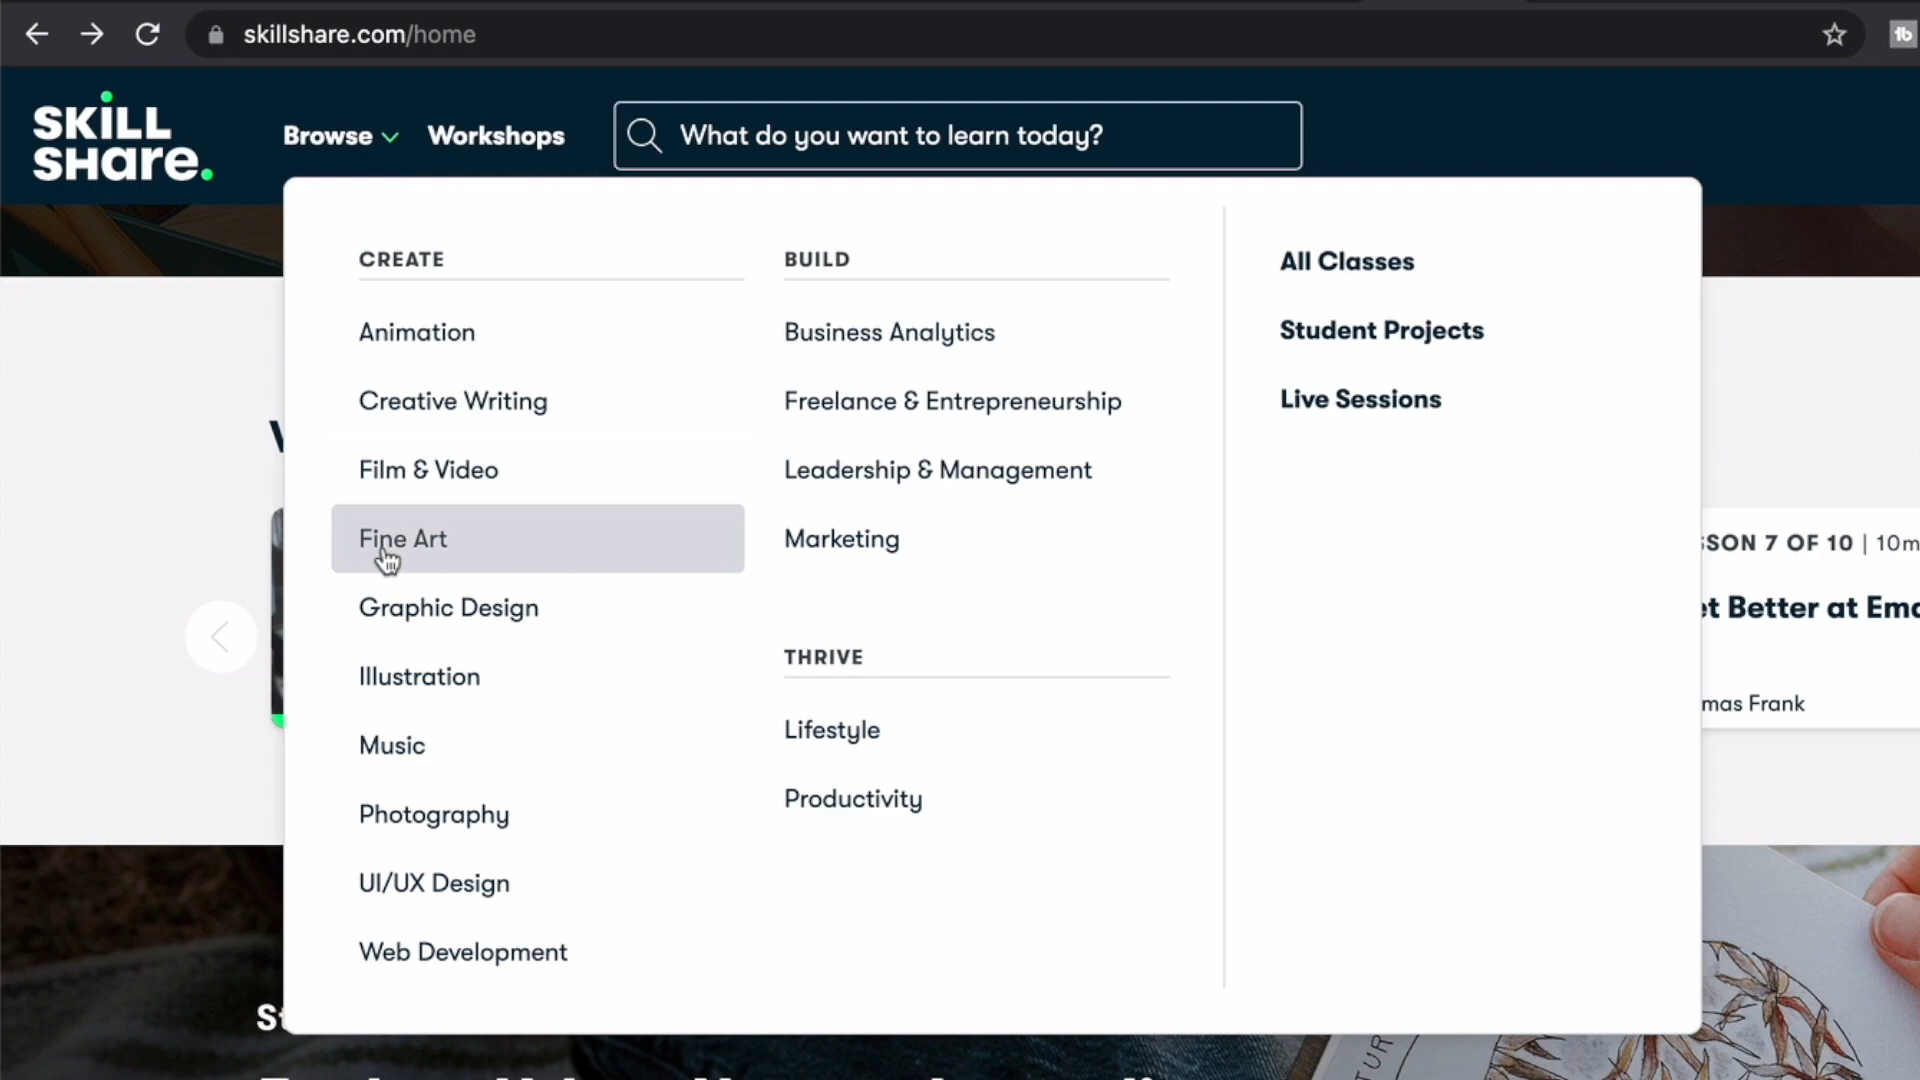 skillshare.com/home
SKILL
SHare.
Browse
Workshops
What do you want to learn today?
CREATE
Animation
Creative Writing
Film & Video
Fine Art
Graphic Design
Illustration
Music
Photography
UI/UX Design
Web Development
BUILD
Business Analytics
Freelance & Entrepreneurship
Leadership & Management
Marketing
THRIVE
Lifestyle
Productivity
All Classes
Student Projects
Live Sessions
SSON 7 OF 10 | 10m
et Better at Ema
mas Frank